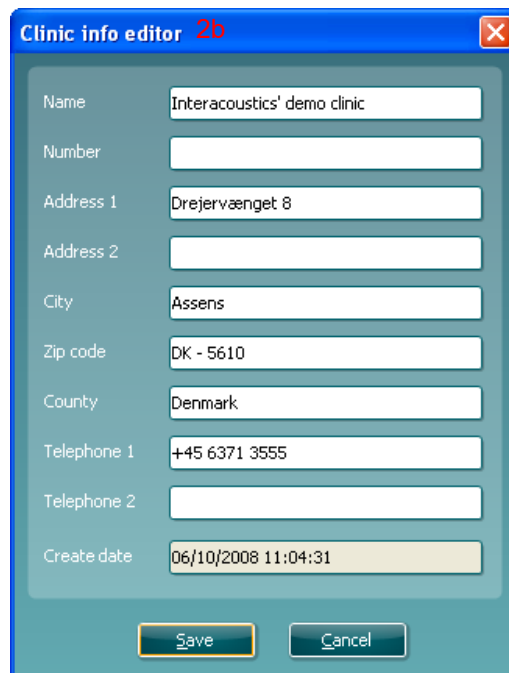 Clinic info editor 2b
Name Interacoustics' demo clinic
Number
Address 1 Drejervænget 8
Address 2
City Assens
Zip code DK - 5610
County Denmark
Telephone 1 +45 6371 3555
Telephone 2
Create date 06/10/2008 11:04:31
Save Cancel